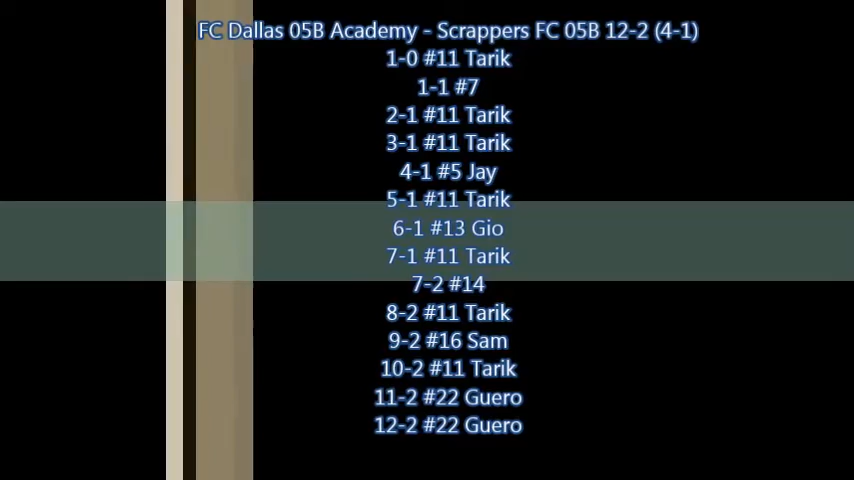 FC Dallas 05B Academy - Scrappers FC 05B 12-2 (4-1)
1-0 #11 Tarik
1-1 #7
2-1 #11 Tarik
3-1 #11 Tarik
4-1 #5 Jay
5-1 #11 Tarik
6-1 #13 Gio
7-1 #11 Tarik
7-2 #14
8-2 #11 Tarik
9-2 #16 Sam
10-2 #11 Tarik
11-2 #22 Guero
12-2 #22 Guero